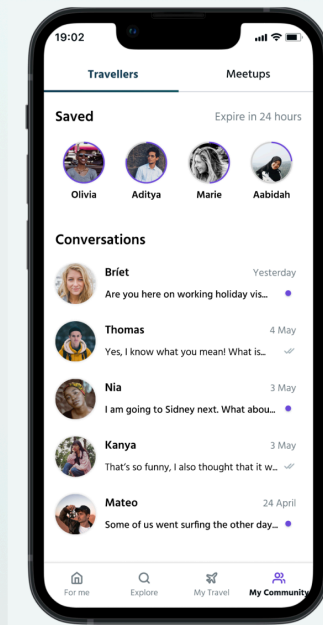 19:02
Travellers
Meetups
Saved
Expire in 24 hours
Olivia
Aditya
Marie
Aabidah
Conversations
Bríet
Yesterday
Are you here on working holiday vis...
Thomas
4 May
Yes, I know what you mean! What is...
Nia
3 May
I am going to Sidney next. What abou...
Kanya
3 May
That's so funny, I also thought that it w...
Mateo
24 April
Some of us went surfing the other day...
For me
Explore
My Travel
My Community